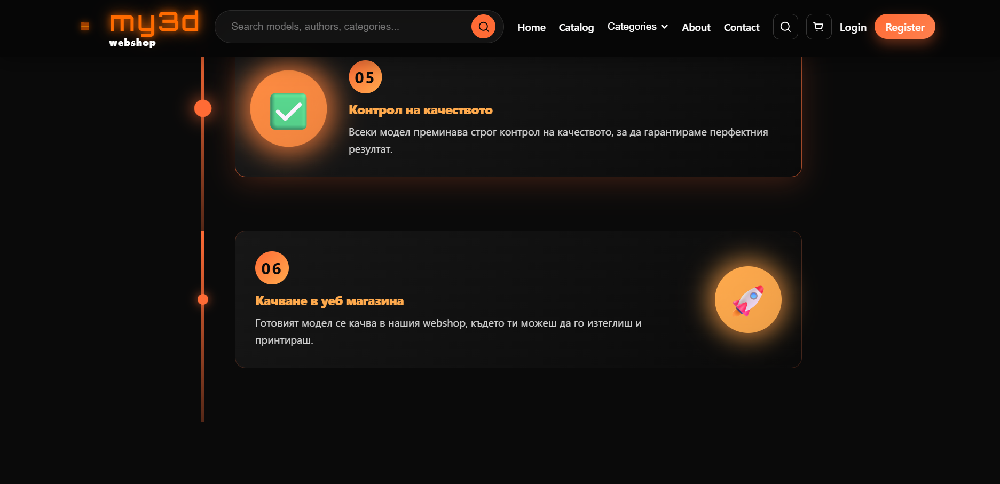 my3d
webshop
Search models, authors, categories...
Home
Catalog
Categories
About
Contact
Login
Register
05
Контрол на качеството
Всеки модел преминава строг контрол на качеството, за да гарантираме перфектния
резултат.
06
Качване в уеб магазина
Готовият модел се качва в нашия webshop, където ти можеш да го изтеглиш и
принтираш.